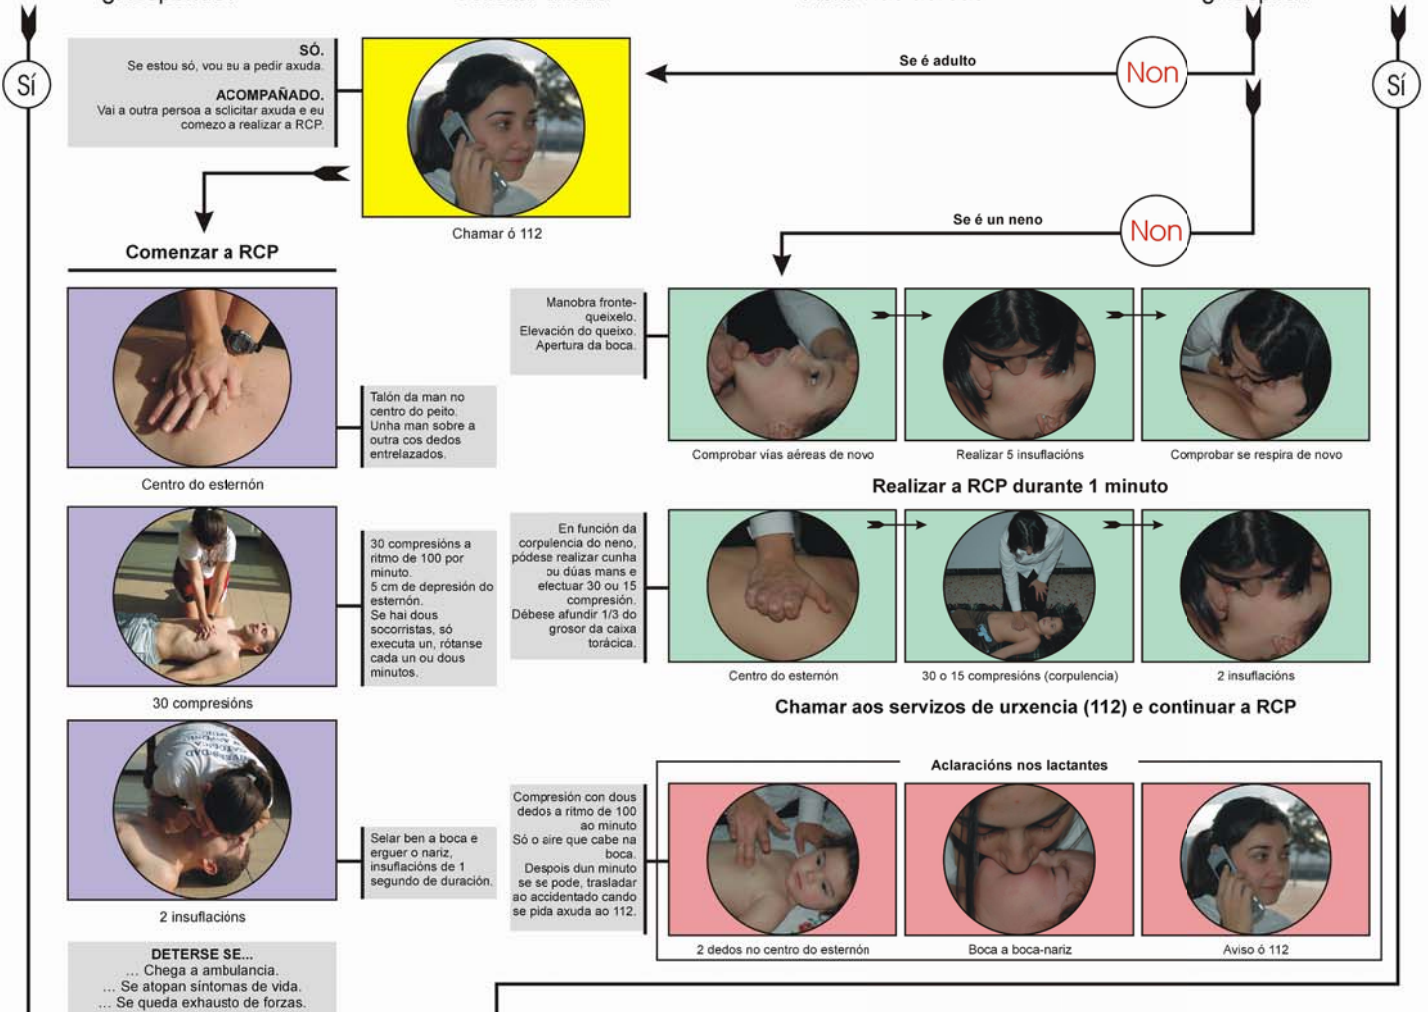 Sí
SÓ.
Se estou só, vou eu a pedir axuda.
ACOMPAÑADO.
Vai a outra persoa a solicitar axuda e eu
comezo a realizar a RCP.
Chamar ó 112
Se é adulto
Non
Sí
Se é un neno
Non
Comenzar a RCP
Centro do esternón
Talón da man no
centro do peito.
Unha man sobre a
outra cos dedos
entrelazados.
30 compresións
30 compresións a
ritmo de 100 por
minuto.
5 cm de depresión do
esternón.
Se hai dous
socorristas, só
executa un, rótanse
cada un ou dous
minutos.
2 insuflacións
Selar ben a boca e
erguer o nariz,
insuflacións de 1
segundo de duración.
DETERSE SE...
... Chega a ambulancia.
... Se atopan síntomas de vida.
... Se queda exhausto de forzas.
Manobra fronte-
queixelo.
Elevación do queixo.
Apertura da boca.
Comprobar vías aéreas de novo
Realizar 5 insuflacións
Comprobar se respira de novo
Realizar a RCP durante 1 minuto
En función da
corpulencia do neno,
pódese realizar cunha
ou dúas mans e
efectuar 30 ou 15
compresión.
Débese afundir 1/3 do
grosor da caixa
torácica.
Centro do esternón
30 o 15 compresións (corpulencia)
2 insuflacións
Chamar aos servizos de urxencia (112) e continuar a RCP
Aclaracións nos lactantes
Compresión con dous
dedos a ritmo de 100
ao minuto
Só o aire que cabe na
boca.
Despois dun minuto
se se pode, trasladar
ao accidentado cando
se pida axuda ao 112.
2 dedos no centro do esternón
Boca a boca-nariz
Aviso ó 112